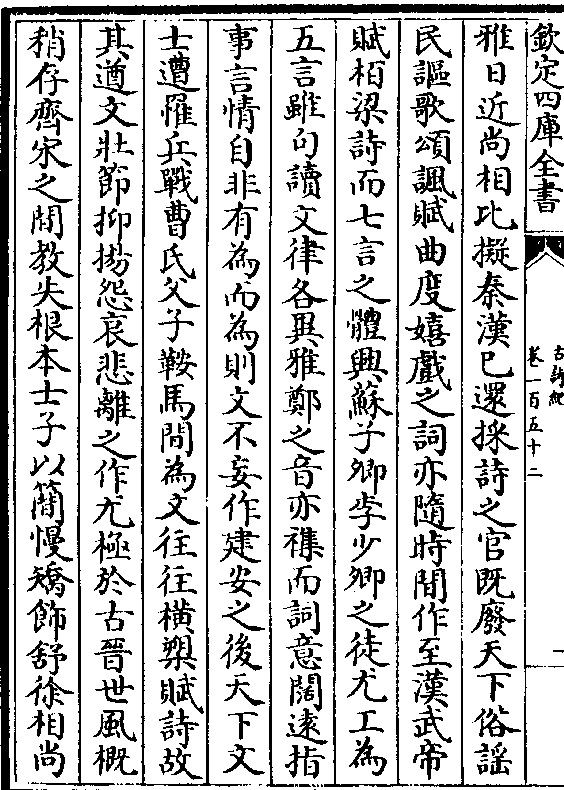 欽定四庫全書
古詩紀
卷一百五十二
一
雅日近尚相比擬秦漢已還採詩之官既廢天下俗謡
民謳歌頌諷賦曲度嬉戲之詞亦隨時間作至漢武帝
賦栢梁詩而七言之體興蘇子卿李少卿之徒尤工為
五言雖句讀文律各異雅鄭之音亦襍而詞意闊逺指
事言情自非有為而為則文不妄作建安之後天下文
士遭罹兵戰曹氏父子鞍馬間為文往往横槊賦詩故
其遒文壯節抑揚怨哀悲離之作尤極於古晉世風概
稍存齊宋之間教失根本士子以簡慢矯飾舒徐相尚